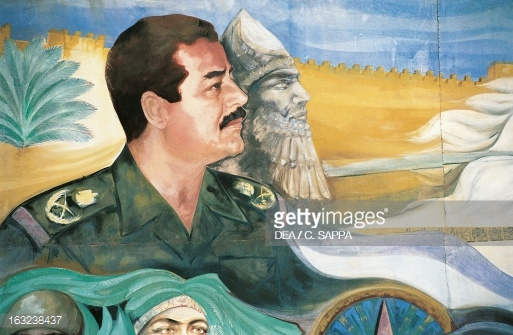 gettyimages
DEA / C. SAPPA
163238437